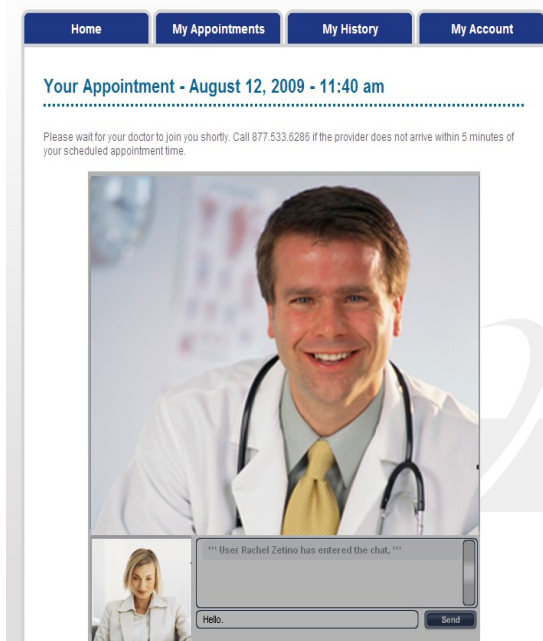 Home
My Appointments
My History
My Account
Your Appointment - August 12, 2009 - 11:40 am
Please wait for your doctor to join you shortly. Call 877.533.6286 if the provider does not arrive within 5 minutes of
your scheduled appointment time.
*** User Rachel Zetino has entered the chat. ***
Hello.
Send